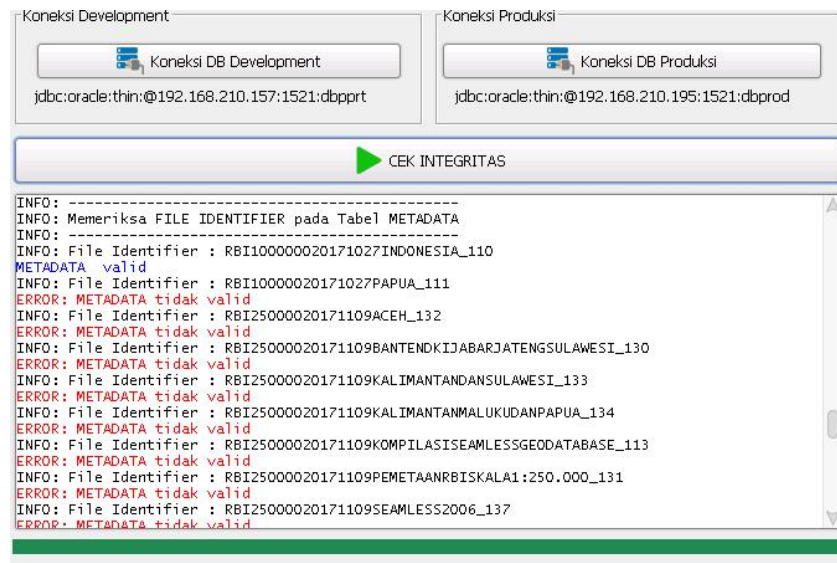 Koneksi Development
Koneksi Produksi
Koneksi DB Development
Koneksi DB Produksi
jdbc:oracle:thin:@192.168.210.157:1521:dbpprt
jdbc:oracle:thin:@192.168.210.195:1521:dbprod
CEK INTEGRITAS
INFO: ---------------------------------------------
INFO: Memeriksa FILE IDENTIFIER pada Tabel METADATA
INFO: ---------------------------------------------
INFO: File Identifier : RBI100000020171027INDONESIA_110
METADATA  valid
INFO: File Identifier : RBI10000020171027PAPUA_111
ERROR: METADATA tidak valid
INFO: File Identifier : RBI25000020171109ACEH_132
ERROR: METADATA tidak valid
INFO: File Identifier : RBI25000020171109BANTENDKIJABARJATENGSULAWESI_130
ERROR: METADATA tidak valid
INFO: File Identifier : RBI25000020171109KALIMANTANDANSULAWESI_133
ERROR: METADATA tidak valid
INFO: File Identifier : RBI25000020171109KALIMANTANMALUKUDANPAPUA_134
ERROR: METADATA tidak valid
INFO: File Identifier : RBI25000020171109KOMPILASISEAMLESSGEODATABASE_113
ERROR: METADATA tidak valid
INFO: File Identifier : RBI25000020171109PEMETAANRBISKALA1:250.000_131
ERROR: METADATA tidak valid
INFO: File Identifier : RBI25000020171109SEAMLESS2006_137
ERROR: METADATA tidak valid